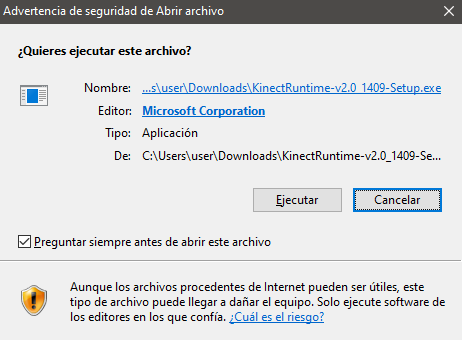 Advertencia de seguridad de Abrir archivo
¿Quieres ejecutar este archivo?
Nombre: ...s\user\Downloads\KinectRuntime-v2.0_1409-Setup.exe
Editor: Microsoft Corporation
Tipo: Aplicación
De: C:\Users\user\Downloads\KinectRuntime-v2.0_1409-Se...
Ejecutar Cancelar
Preguntar siempre antes de abrir este archivo
Aunque los archivos procedentes de Internet pueden ser útiles, este
tipo de archivo puede llegar a dañar el equipo. Solo ejecute software de
los editores en los que confía. ¿Cuál es el riesgo?